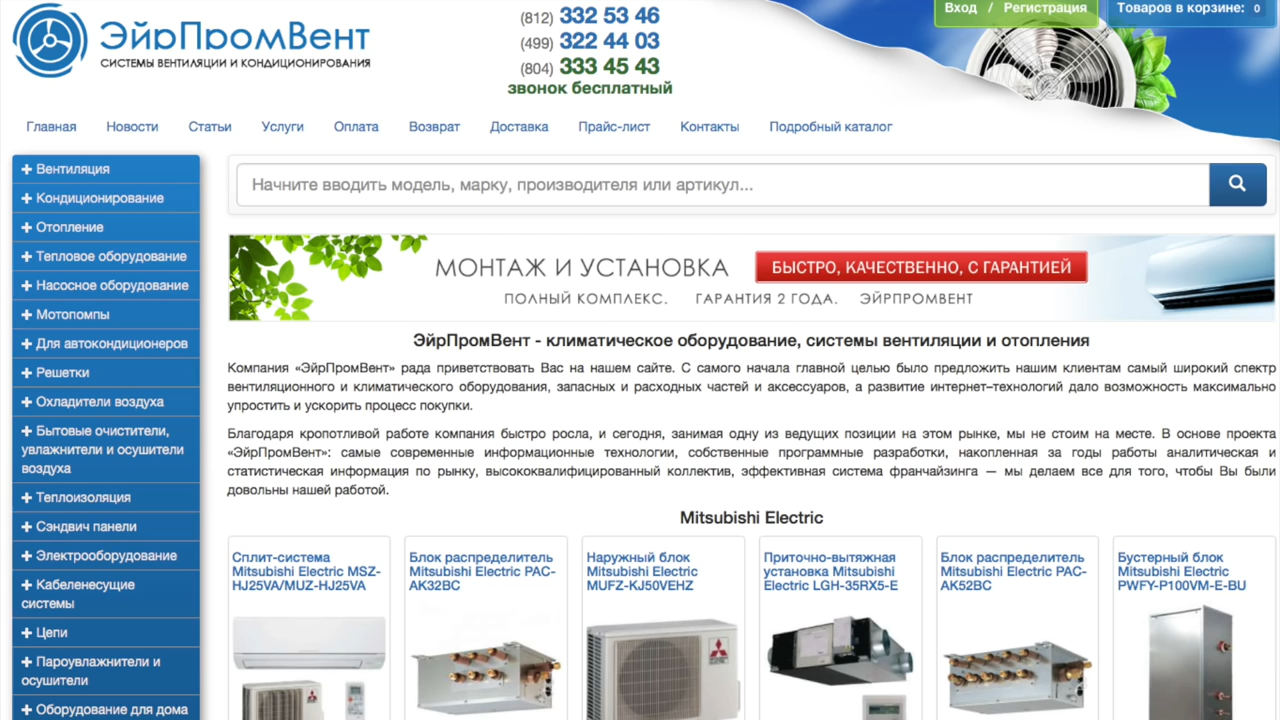 Вход / Регистрация
Товаров в корзине: 0
ЭйрПромВент
СИСТЕМЫ ВЕНТИЛЯЦИИ И КОНДИЦИОНИРОВАНИЯ
(812) 332 53 46
(499) 322 44 03
(804) 333 45 43
звонок бесплатный
Главная
Новости
Статьи
Услуги
Оплата
Возврат
Доставка
Прайс-лист
Контакты
Подробный каталог
Вентиляция
Кондиционирование
Отопление
Тепловое оборудование
Насосное оборудование
Мотопомпы
Для автокондиционеров
Решетки
Охладители воздуха
Бытовые очистители,
увлажнители и осушители
воздуха
Теплоизоляция
Сэндвич панели
Электрооборудование
Кабеленесущие
системы
Цепи
Пароувлажнители и
осушители
Оборудование для дома
Начните вводить модель, марку, производителя или артикул...
МОНТАЖ И УСТАНОВКА
БЫСТРО, КАЧЕСТВЕННО, С ГАРАНТИЕЙ
ПОЛНЫЙ КОМПЛЕКС. ГАРАНТИЯ 2 ГОДА. ЭЙРПРОМВЕНТ
ЭйрПромВент - климатическое оборудование, системы вентиляции и отопления
Компания «ЭйрПромВент» рада приветствовать Вас на нашем сайте. С самого начала главной целью было предложить нашим клиентам самый широкий спектр
вентиляционного и климатического оборудования, запасных и расходных частей и аксессуаров, а развитие интернет–технологий дало возможность максимально
упростить и ускорить процесс покупки.
Благодаря кропотливой работе компания быстро росла, и сегодня, занимая одну из ведущих позиции на этом рынке, мы не стоим на месте. В основе проекта
«ЭйрПромВент»: самые современные информационные технологии, собственные программные разработки, накопленная за годы работы аналитическая и
статистическая информация по рынку, высококвалифицированный коллектив, эффективная система франчайзинга — мы делаем все для того, чтобы Вы были
довольны нашей работой.
Mitsubishi Electric
Сплит-система
Mitsubishi Electric MSZ-
HJ25VA/MUZ-HJ25VA
Блок распределитель
Mitsubishi Electric PAC-
AK32BC
Наружный блок
Mitsubishi Electric
MUFZ-KJ50VEHZ
Приточно-вытяжная
установка Mitsubishi
Electric LGH-35RX5-E
Блок распределитель
Mitsubishi Electric PAC-
AK52BC
Бустерный блок
Mitsubishi Electric
PWFY-P100VM-E-BU